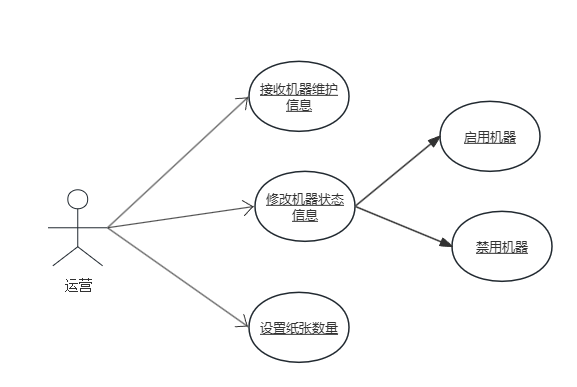 接收机器维护
信息
启用机器
修改机器状态
信息
禁用机器
运营
设置纸张数量